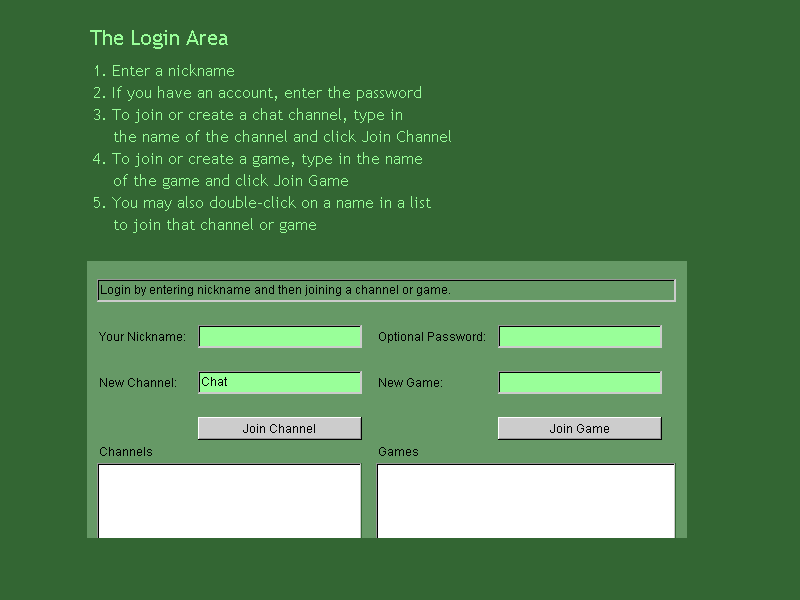 The Login Area
1. Enter a nickname
2. If you have an account, enter the password
3. To join or create a chat channel, type in
the name of the channel and click Join Channel
4. To join or create a game, type in the name
of the game and click Join Game
5. You may also double-click on a name in a list
to join that channel or game
Login by entering nickname and then joining a channel or game.
Your Nickname: Optional Password:
New Channel: Chat New Game:
Join Channel Join Game
Channels Games